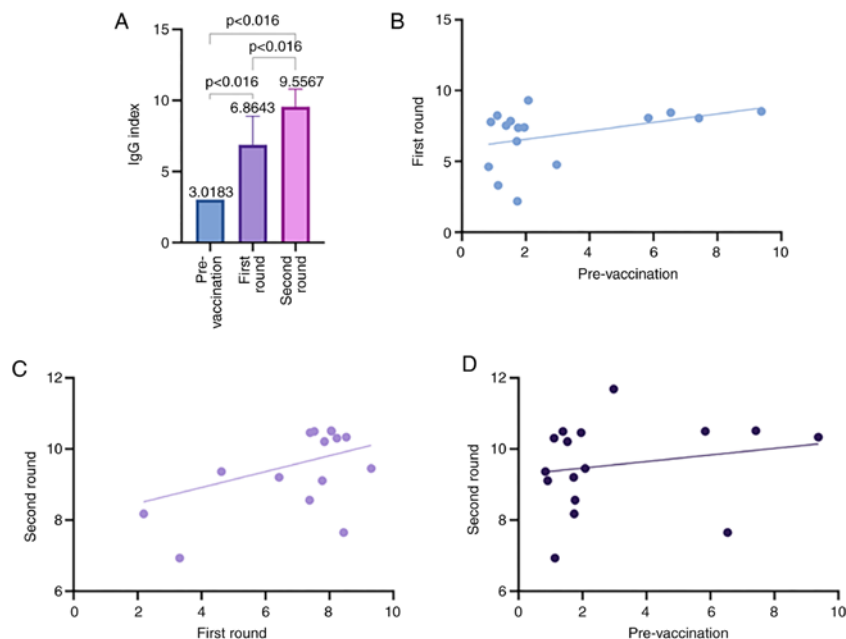 A
p<0.016
p<0.016
p<0.016
15
10
5
0
IgG index
3.0183
6.8643
9.5567
Pre-
vaccination
First
round
Second
round
B
15
10
5
0
First round
0
2
4
6
8
10
Pre-vaccination
C
12
10
8
6
Second round
0
2
4
6
8
10
First round
D
12
10
8
6
Second round
0
2
4
6
8
10
Pre-vaccination